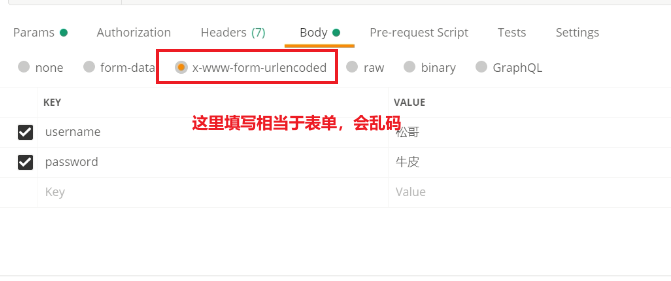 Params Authorization Headers (7) Body Pre-request Script Tests Settings
none form-data x-www-form-urlencoded raw binary GraphQL
KEY VALUE
这里填写相当于表单，会乱码
username 松哥
password 牛皮
Key Value